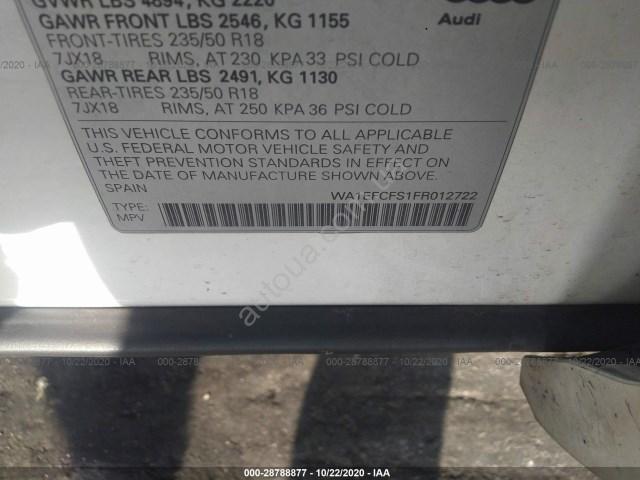 GVWR LBS 4894, KG 2220
GAWR FRONT LBS 2546, KG 1155
FRONT-TIRES 235/50 R18
7JX18 RIMS, AT 230 KPA 33 PSI COLD
GAWR REAR LBS 2491, KG 1130
REAR-TIRES 235/50 R18
7JX18 RIMS, AT 250 KPA 36 PSI COLD
Audi
THIS VEHICLE CONFORMS TO ALL APPLICABLE
U.S. FEDERAL MOTOR VEHICLE SAFETY AND
THEFT PREVENTION STANDARDS IN EFFECT ON
THE DATE OF MANUFACTURE SHOWN ABOVE.
SPAIN
WA1EFCFS1FR012722
TYPE:
MPV
autoua.com
000-28788877 - 10/22/2020 - IAA